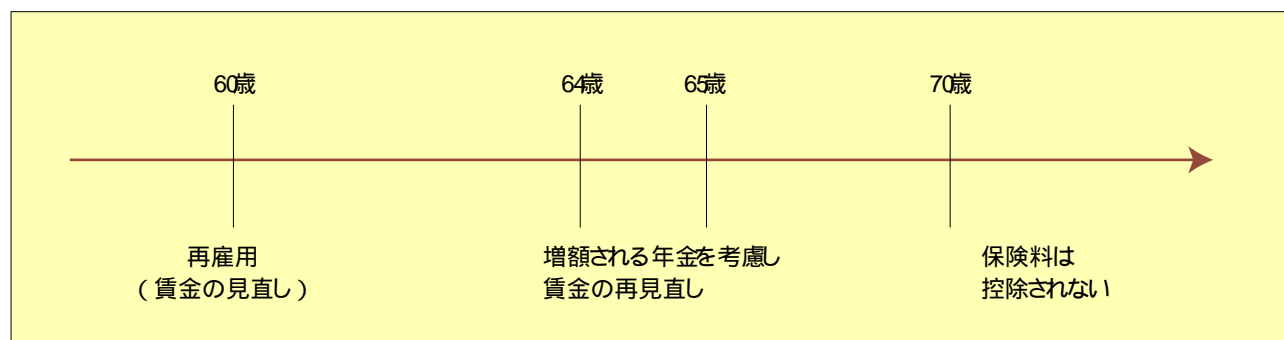 60歳
64歳
65歳
70歳
再雇用
(賃金の見直し)
増額される年金を考慮し
賃金の再見直し
保険料は
控除されない